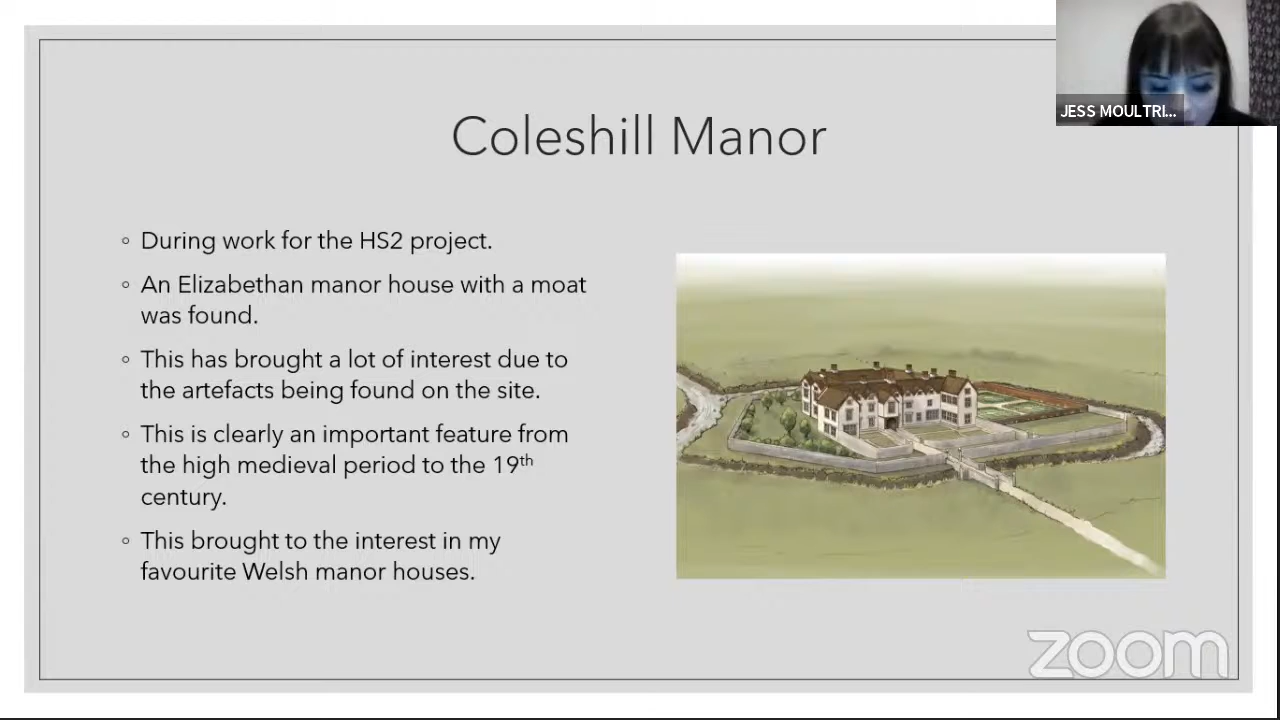 JESS MOULTRI...
Coleshill Manor
◦ During work for the HS2 project.
◦ An Elizabethan manor house with a moat
was found.
◦ This has brought a lot of interest due to
the artefacts being found on the site.
◦ This is clearly an important feature from
the high medieval period to the 19th
century.
◦ This brought to the interest in my
favourite Welsh manor houses.
zoom